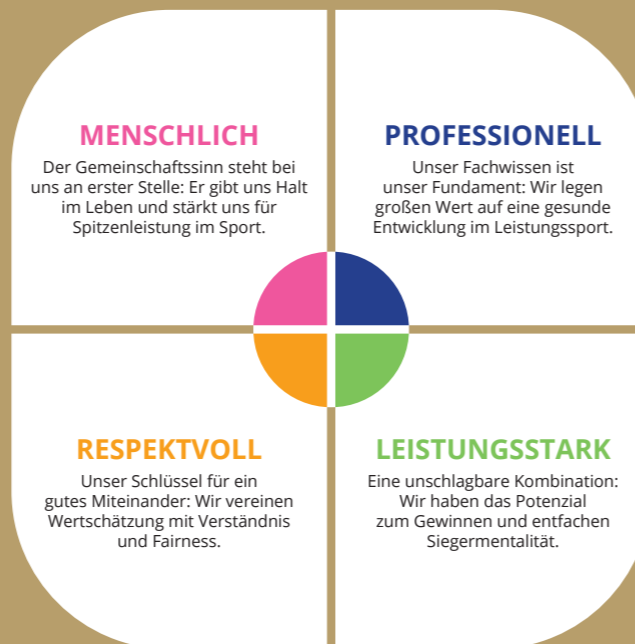 MENSCHLICH
Der Gemeinschaftssinn steht bei
uns an erster Stelle: Er gibt uns Halt
im Leben und stärkt uns für
Spitzenleistung im Sport.
PROFESSIONELL
Unser Fachwissen ist
unser Fundament: Wir legen
großen Wert auf eine gesunde
Entwicklung im Leistungssport.
RESPEKTVOLL
Unser Schlüssel für ein
gutes Miteinander: Wir vereinen
Wertschätzung mit Verständnis
und Fairness.
LEISTUNGSSTARK
Eine unschlagbare Kombination:
Wir haben das Potenzial
zum Gewinnen und entfachen
Siegermentalität.